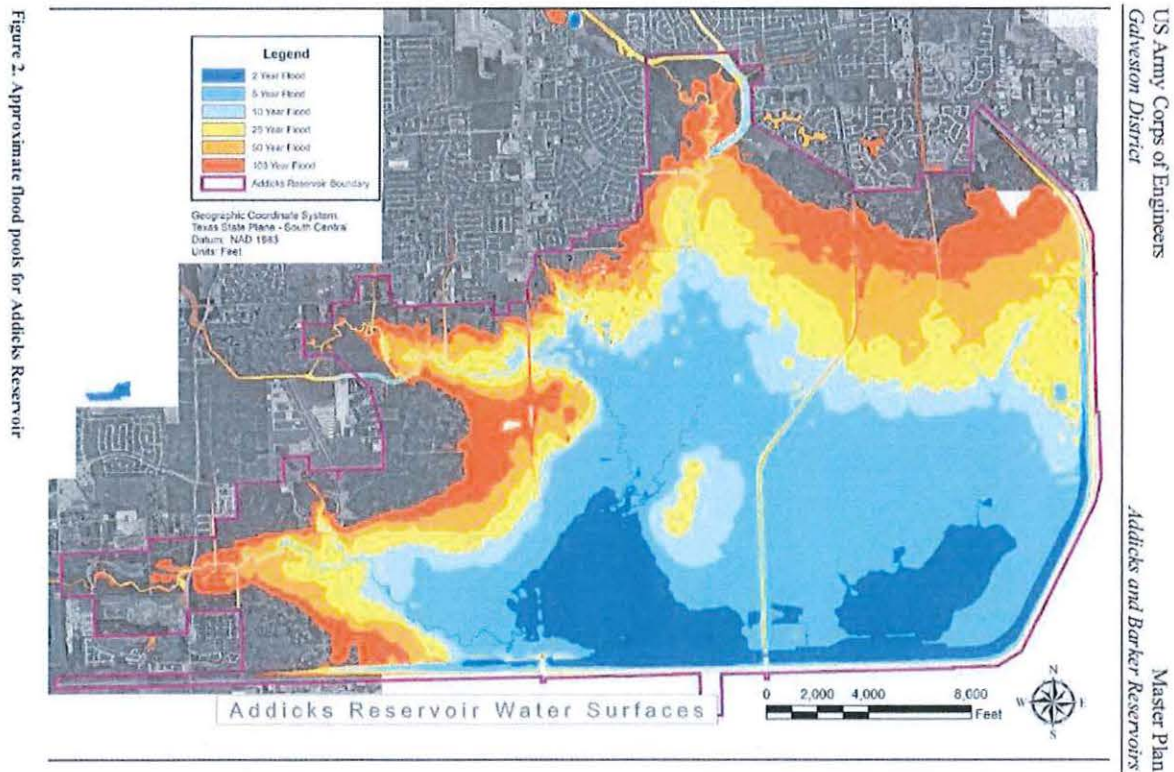 US Army Corps of Engineers
Galveston District
Master Plan
Addicks and Barker Reservoirs
Legend
2 Year Flood
5 Year Flood
10 Year Flood
25 Year Flood
50 Year Flood
100 Year Flood
Addicks Reservoir Boundary
Geographic Coordinate System:
Texas State Plane - South Central
Datum: NAD 1983
Units: Feet
N
W E
S
0 2,000 4,000 8,000
Feet
Addicks Reservoir Water Surfaces
Figure 2. Approximate flood pools for Addicks Reservoir